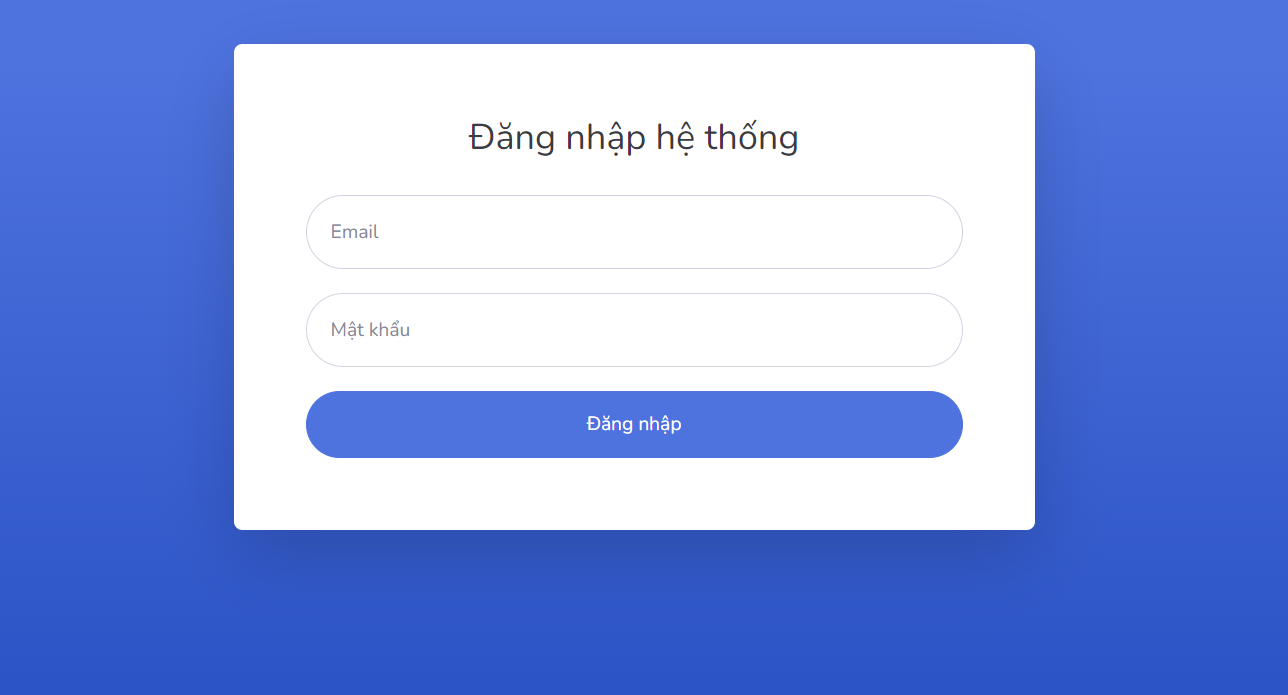 Đăng nhập hệ thống
Email
Mật khẩu
Đăng nhập